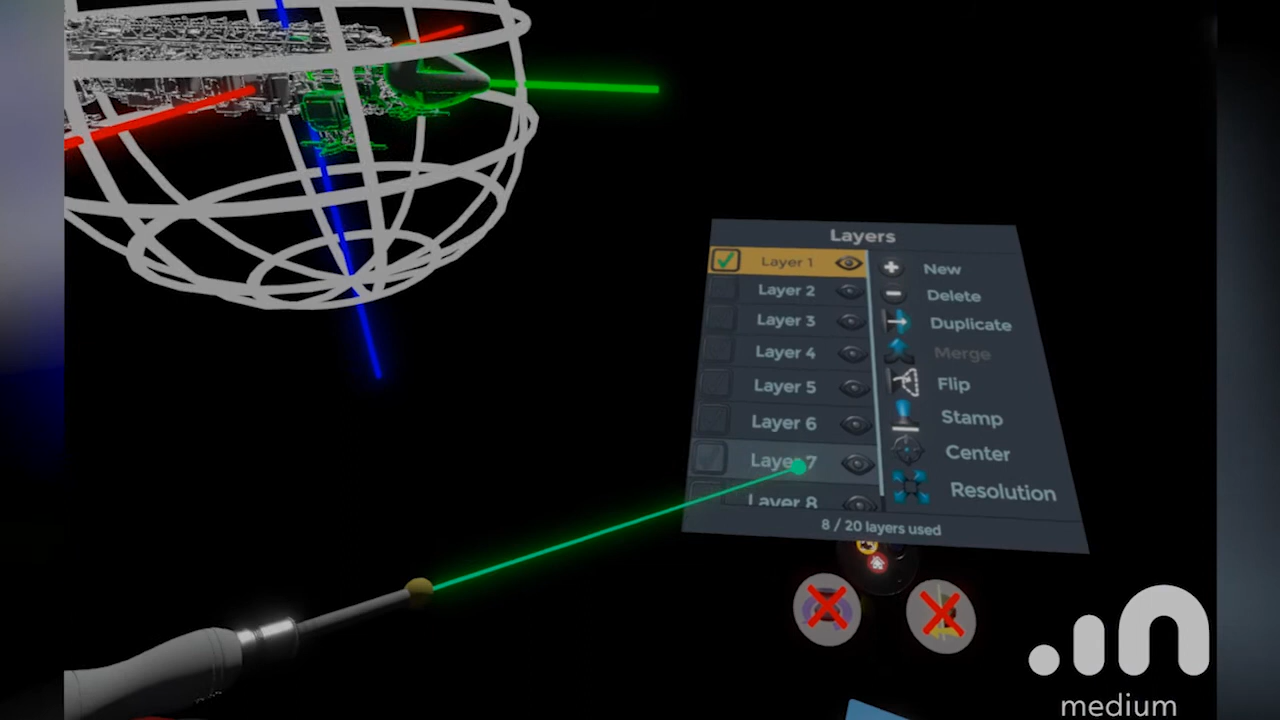 Layers
Layer 1
New
Layer 2
Delete
Layer 3
Duplicate
Layer 4
Merge
Layer 5
Flip
Layer 6
Stamp
Layer 7
Center
Layer 8
Resolution
8 / 20 layers used
medium